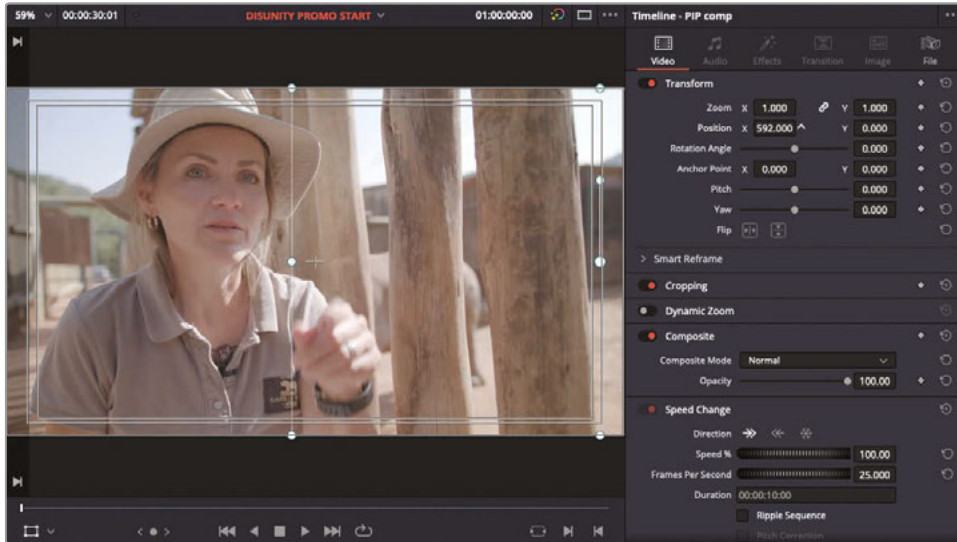 59% 00:00:30:01 DISUNITY PROMO START 01:00:00:00 Timeline - PIP comp
Video Audio Effects Transition Image File
Transform
Zoom X 1.000 Y 1.000
Position X 592.000 Y 0.000
Rotation Angle 0.000
Anchor Point X 0.000 Y 0.000
Pitch 0.000
Yaw 0.000
Flip
Smart Reframe
Cropping
Dynamic Zoom
Composite
Composite Mode Normal
Opacity 100.00
Speed Change
Direction
Speed % 100.00
Frames Per Second 25.000
Duration 00:00:10:00
Ripple Sequence
Pitch Correction